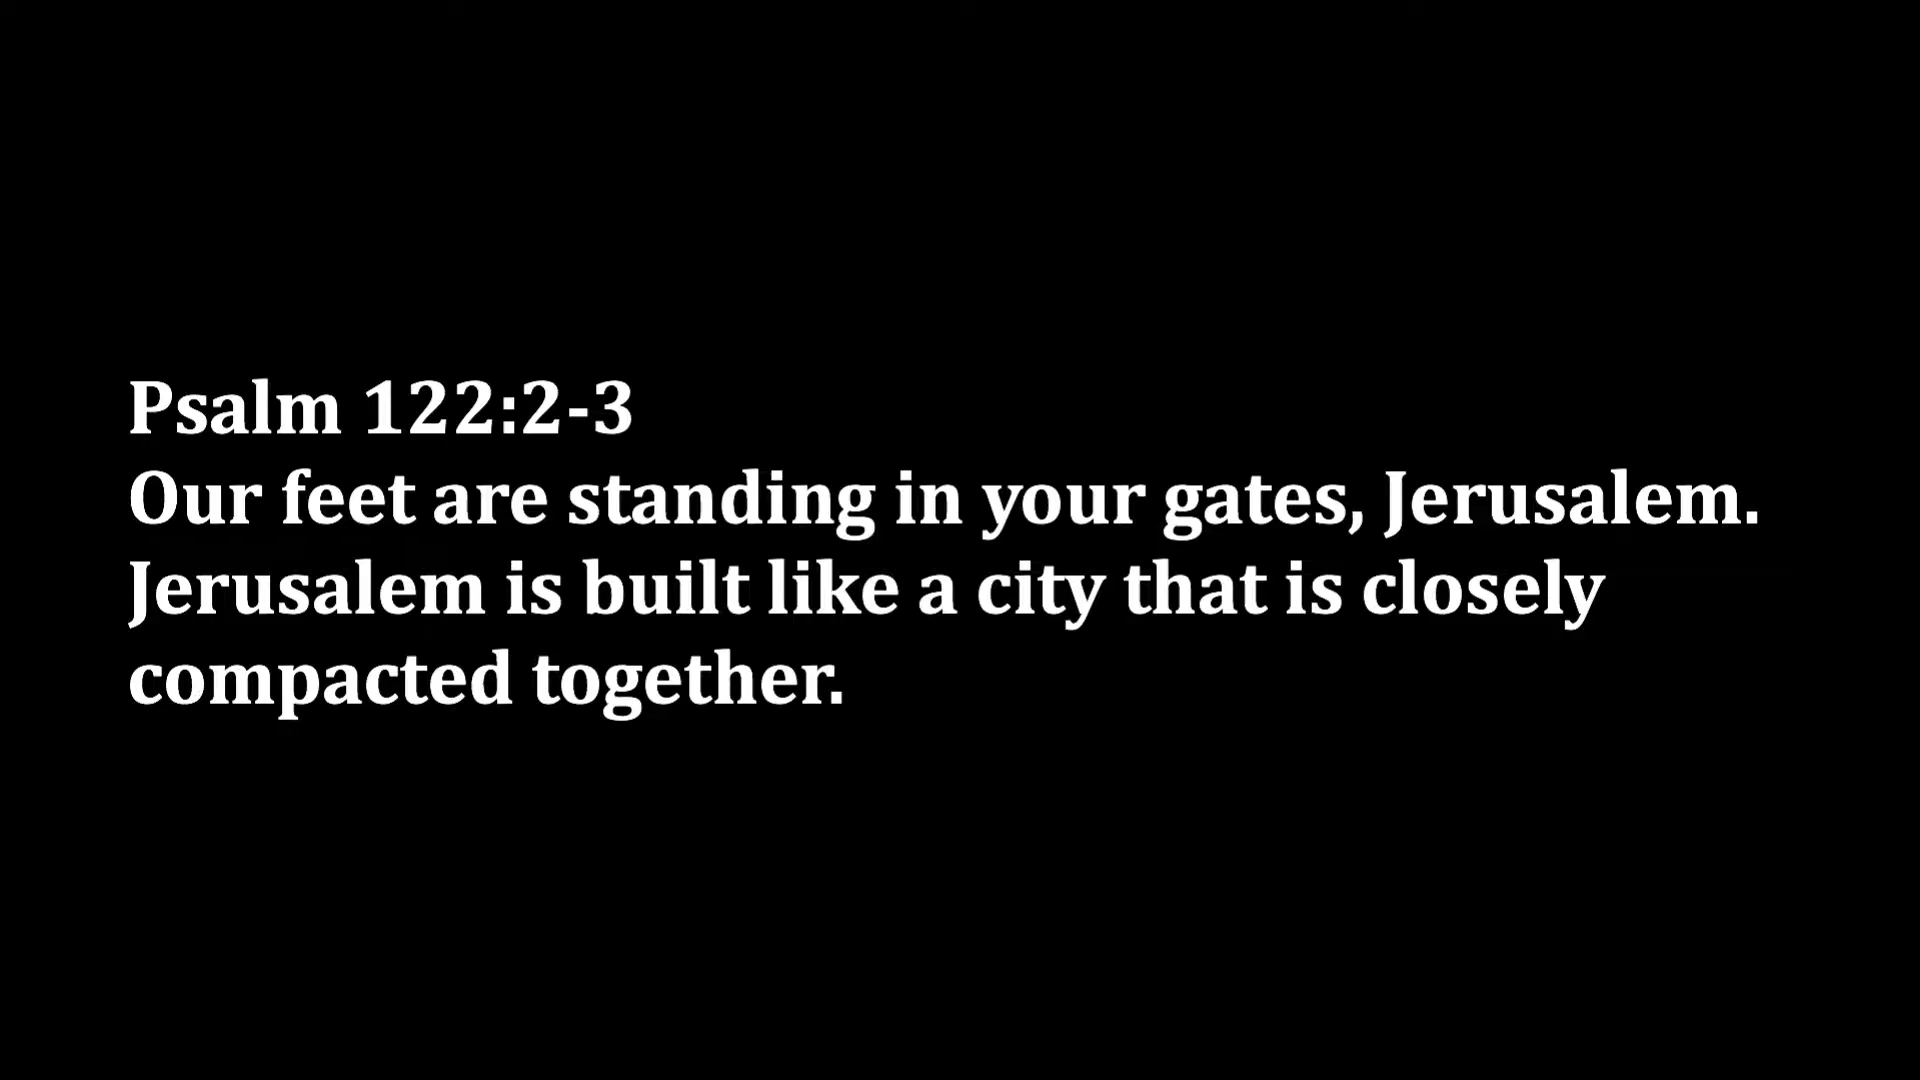 Psalm 122:2-3
Our feet are standing in your gates, Jerusalem.
Jerusalem is built like a city that is closely
compacted together.